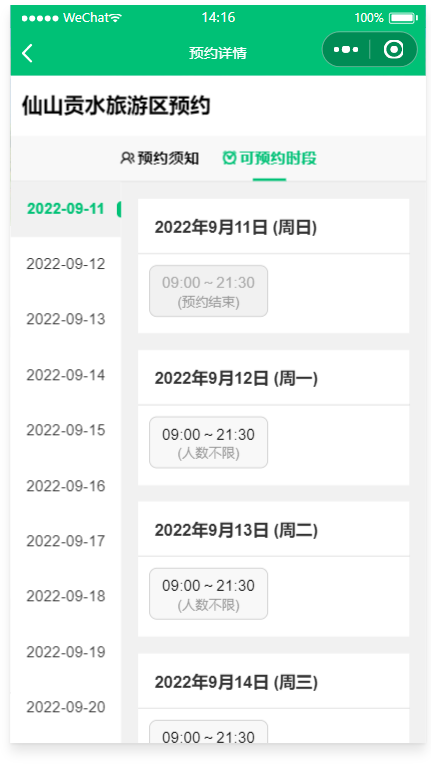 WeChat 14:16 100%
预约详情
仙山贡水旅游区预约
预约须知 可预约时段
2022-09-11
2022-09-12
2022-09-13
2022-09-14
2022-09-15
2022-09-16
2022-09-17
2022-09-18
2022-09-19
2022-09-20
2022年9月11日 (周日)
09:00 ~ 21:30
(预约结束)
2022年9月12日 (周一)
09:00 ~ 21:30
(人数不限)
2022年9月13日 (周二)
09:00 ~ 21:30
(人数不限)
2022年9月14日 (周三)
09:00 ~ 21:30